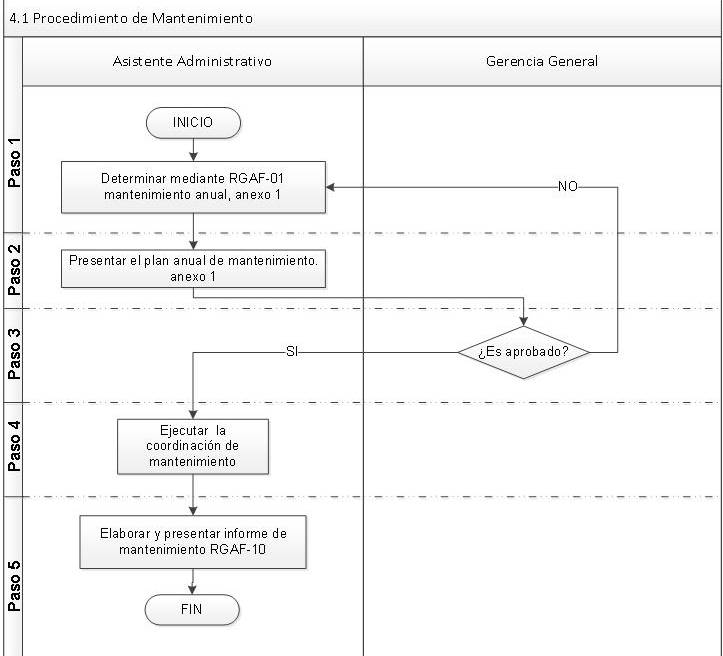 4.1 Procedimiento de Mantenimiento
Asistente Administrativo
Gerencia General
Paso 1
INICIO
Determinar mediante RGAF-01
mantenimiento anual, anexo 1
NO
Paso 2
Presentar el plan anual de mantenimiento.
anexo 1
Paso 3
¿Es aprobado?
SI
Paso 4
Ejecutar la
coordinación de
mantenimiento
Paso 5
Elaborar y presentar informe de
mantenimiento RGAF-10
FIN